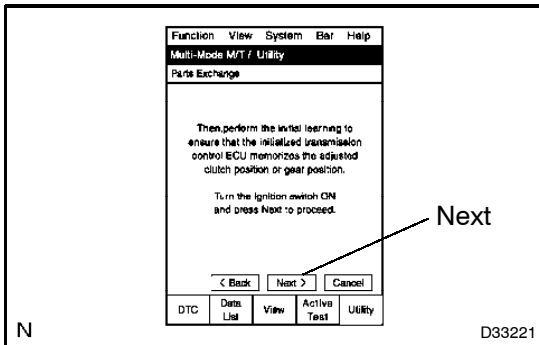 Function View System Bar Help
Multi-Mode M/T / Utility
Parts Exchange
Then,perform the initial learning to
ensure that the initialized transmission
control ECU memorizes the adjusted
clutch position or gear position.
Turn the ignition switch ON
and press Next to proceed.
Next
< Back Next > Cancel
DTC Data List View Active Test Utility
N
D33221